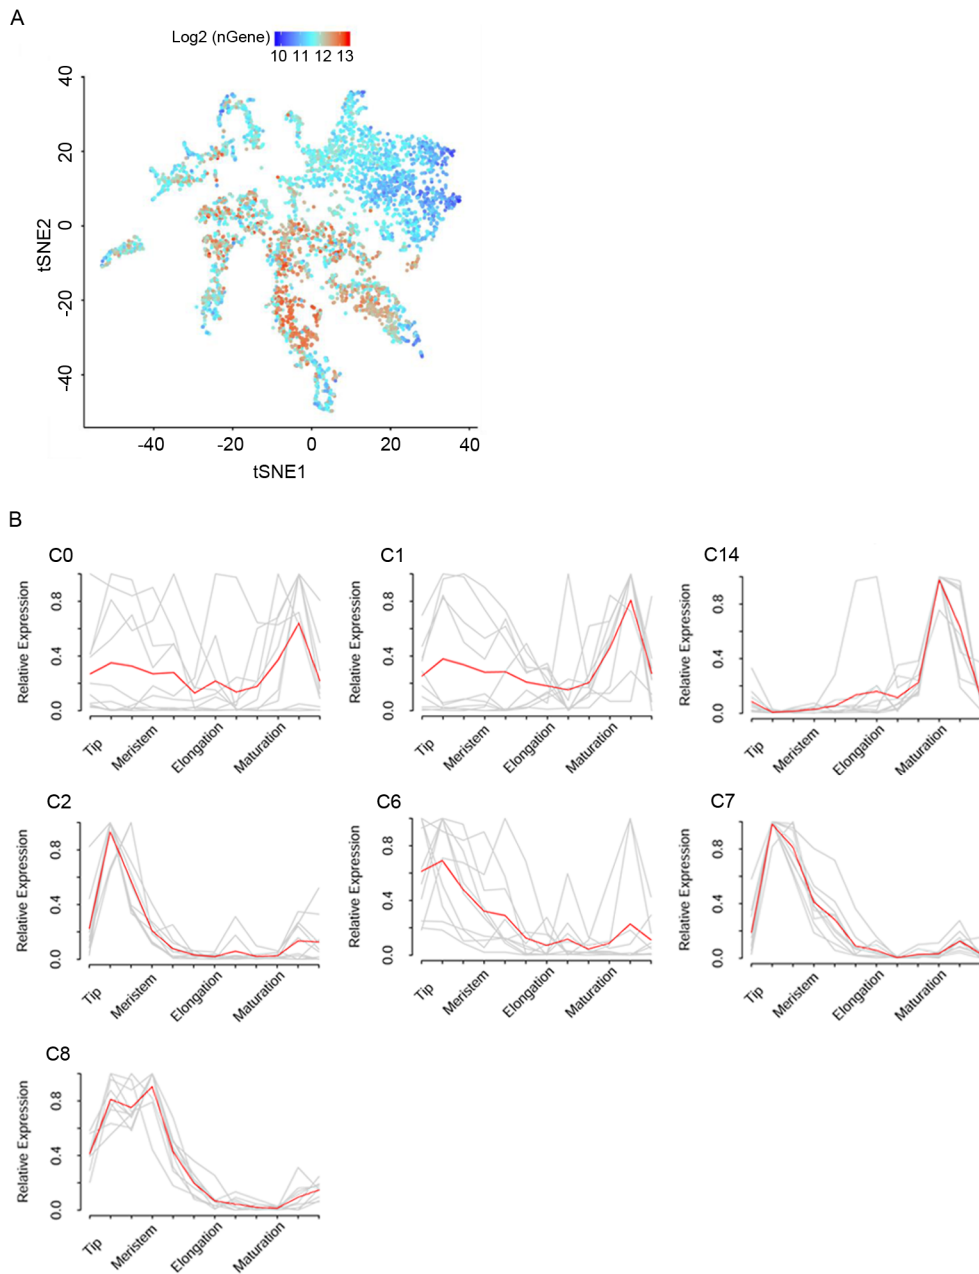 A
Log2 (nGene)
10 11 12 13
40
20
0
-20
-40
tSNE2
-40 -20 0 20 40
tSNE1
B
C0
Relative Expression
0.8
0.4
0.0
Tip
Meristem
Elongation
Maturation
C1
Relative Expression
0.8
0.4
0.0
Tip
Meristem
Elongation
Maturation
C14
Relative Expression
0.8
0.4
0.0
Tip
Meristem
Elongation
Maturation
C2
Relative Expression
0.8
0.4
0.0
Tip
Meristem
Elongation
Maturation
C6
Relative Expression
0.8
0.4
0.0
Tip
Meristem
Elongation
Maturation
C7
Relative Expression
0.8
0.4
0.0
Tip
Meristem
Elongation
Maturation
C8
Relative Expression
0.8
0.4
0.0
Tip
Meristem
Elongation
Maturation